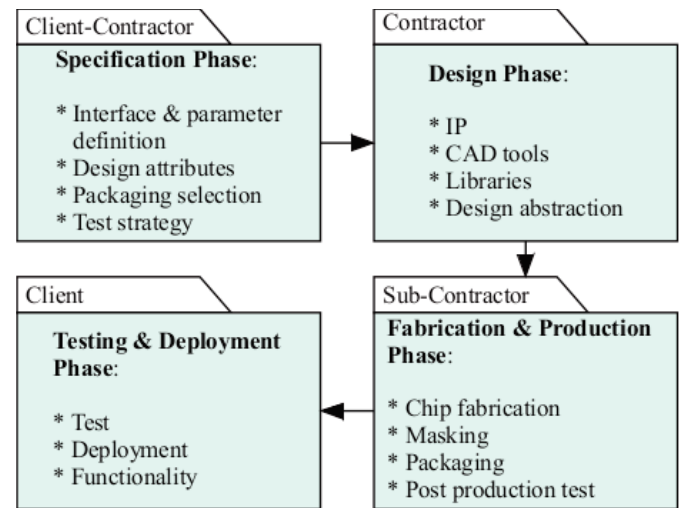 Client-Contractor
Specification Phase:
* Interface & parameter
definition
* Design attributes
* Packaging selection
* Test strategy
Contractor
Design Phase:
* IP
* CAD tools
* Libraries
* Design abstraction
Client
Testing & Deployment
Phase:
* Test
* Deployment
* Functionality
Sub-Contractor
Fabrication & Production
Phase:
* Chip fabrication
* Masking
* Packaging
* Post production test